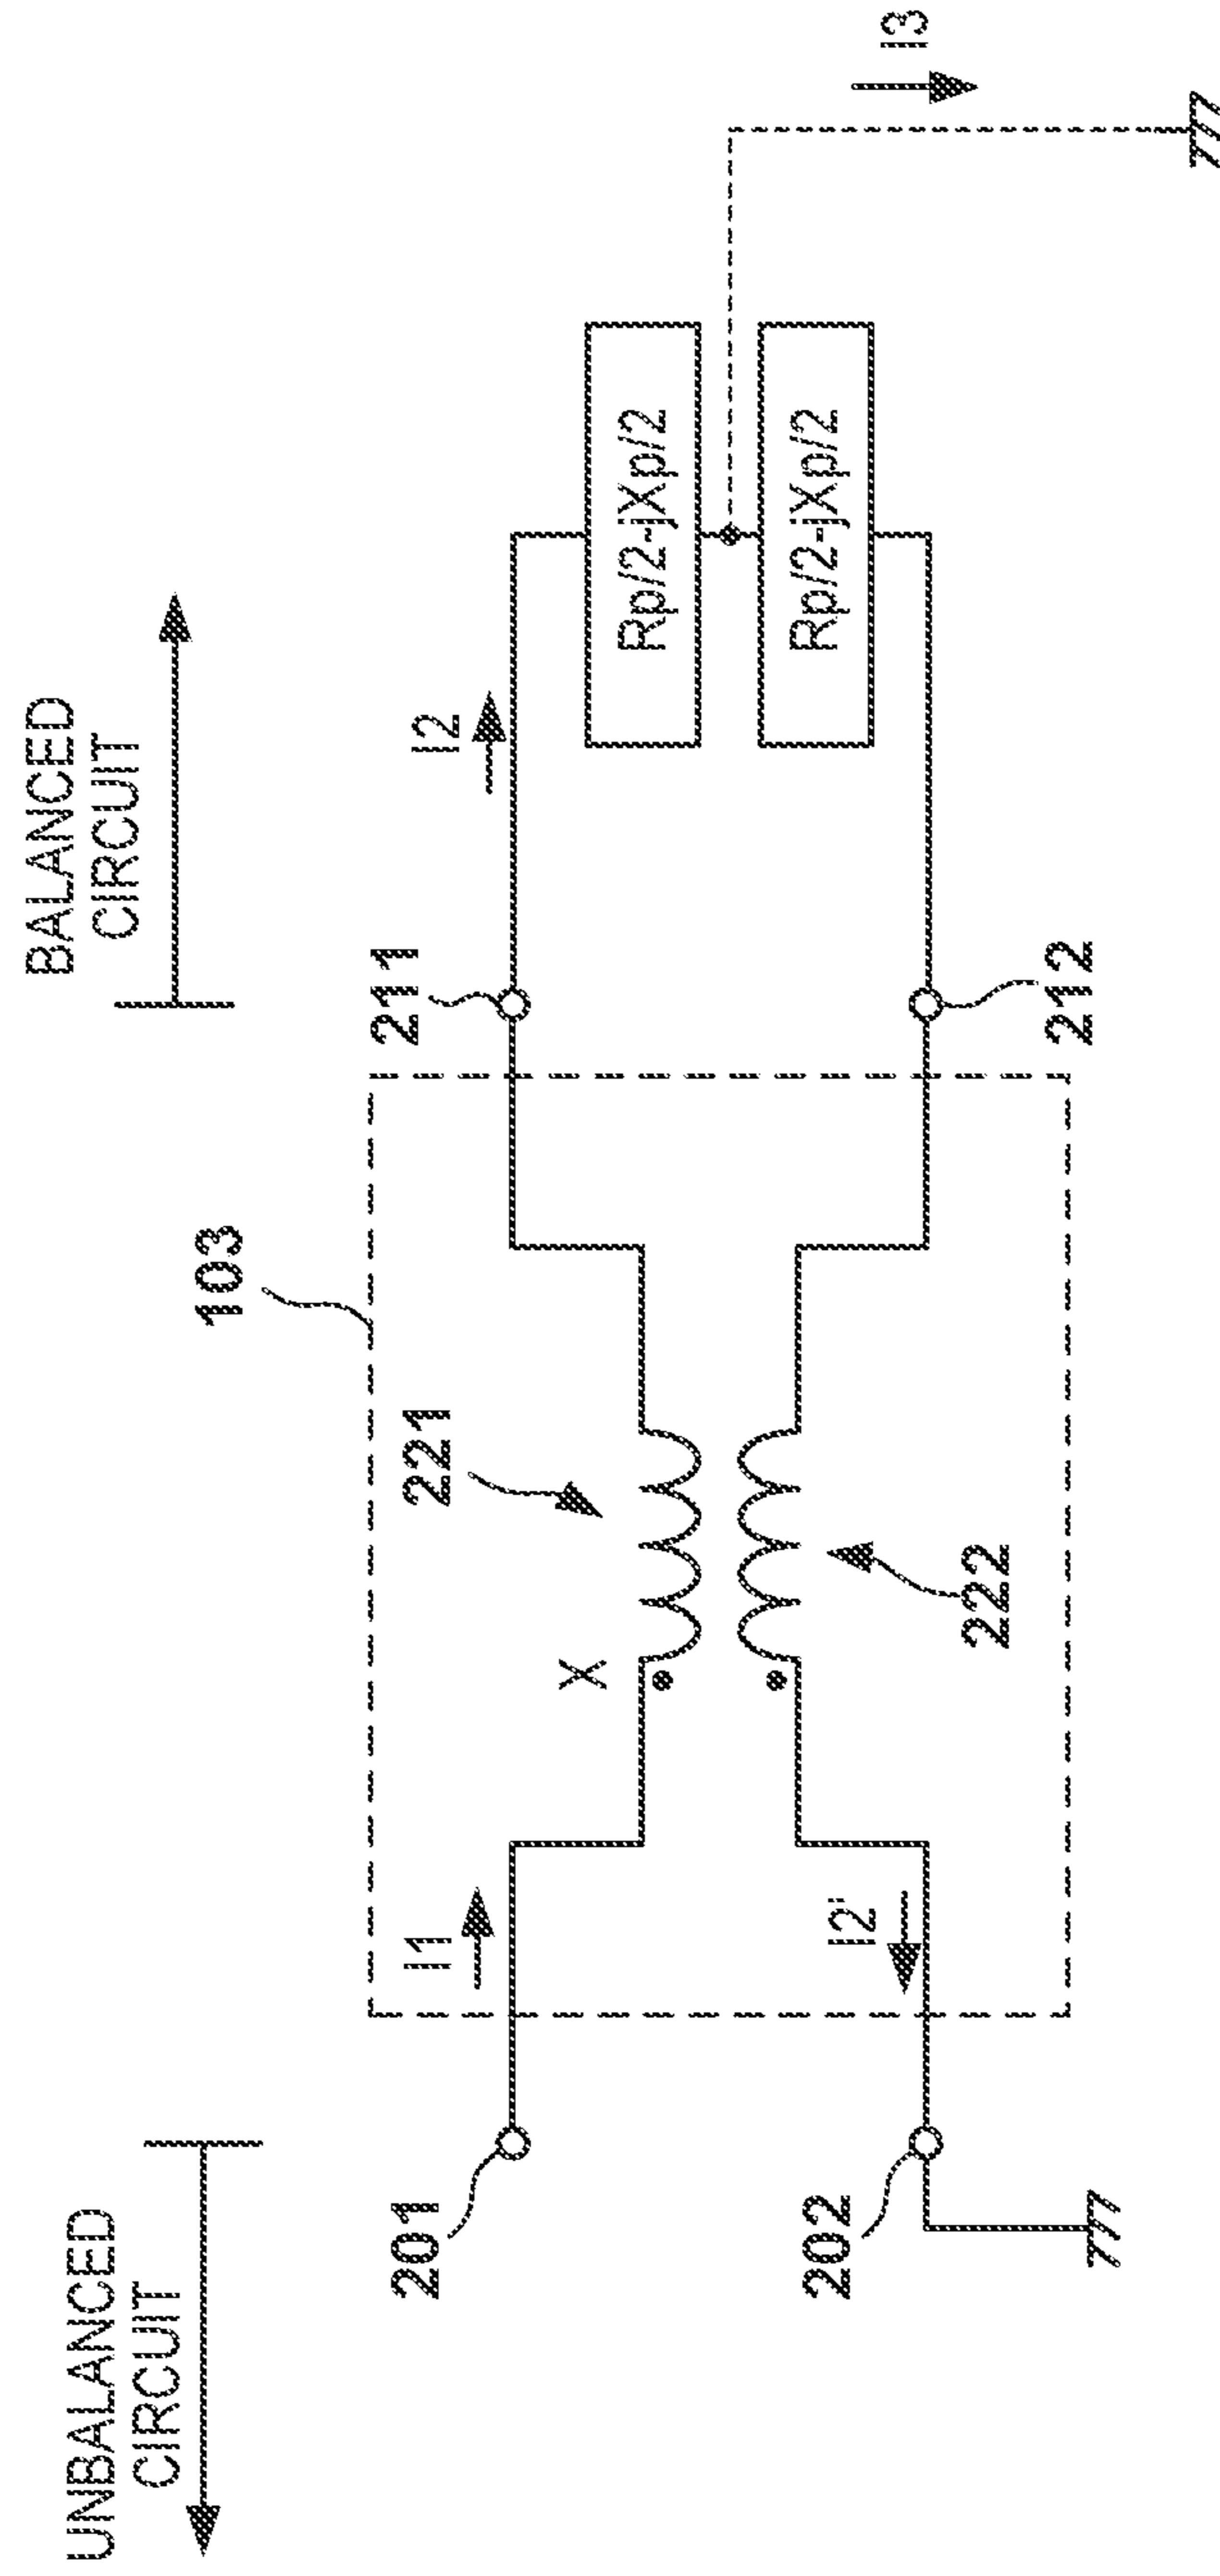 UNBALANCED
CIRCUIT
BALANCED
CIRCUIT
103
201
I1
X
221
211
I2
Rp/2-jXp/2
Rp/2-jXp/2
I3
202
I2'
222
212